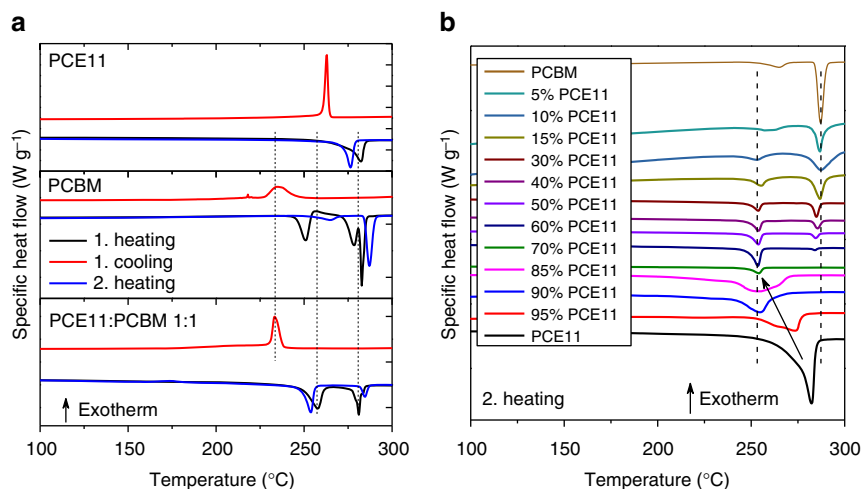 a
PCE11
PCBM
1. heating
1. cooling
2. heating
PCE11:PCBM 1:1
Exotherm
Specific heat flow (W g⁻¹)
100 150 200 250 300
Temperature (°C)
b
PCBM
5% PCE11
10% PCE11
15% PCE11
30% PCE11
40% PCE11
50% PCE11
60% PCE11
70% PCE11
85% PCE11
90% PCE11
95% PCE11
PCE11
2. heating
Exotherm
Specific heat flow (W g⁻¹)
100 150 200 250 300
Temperature (°C)